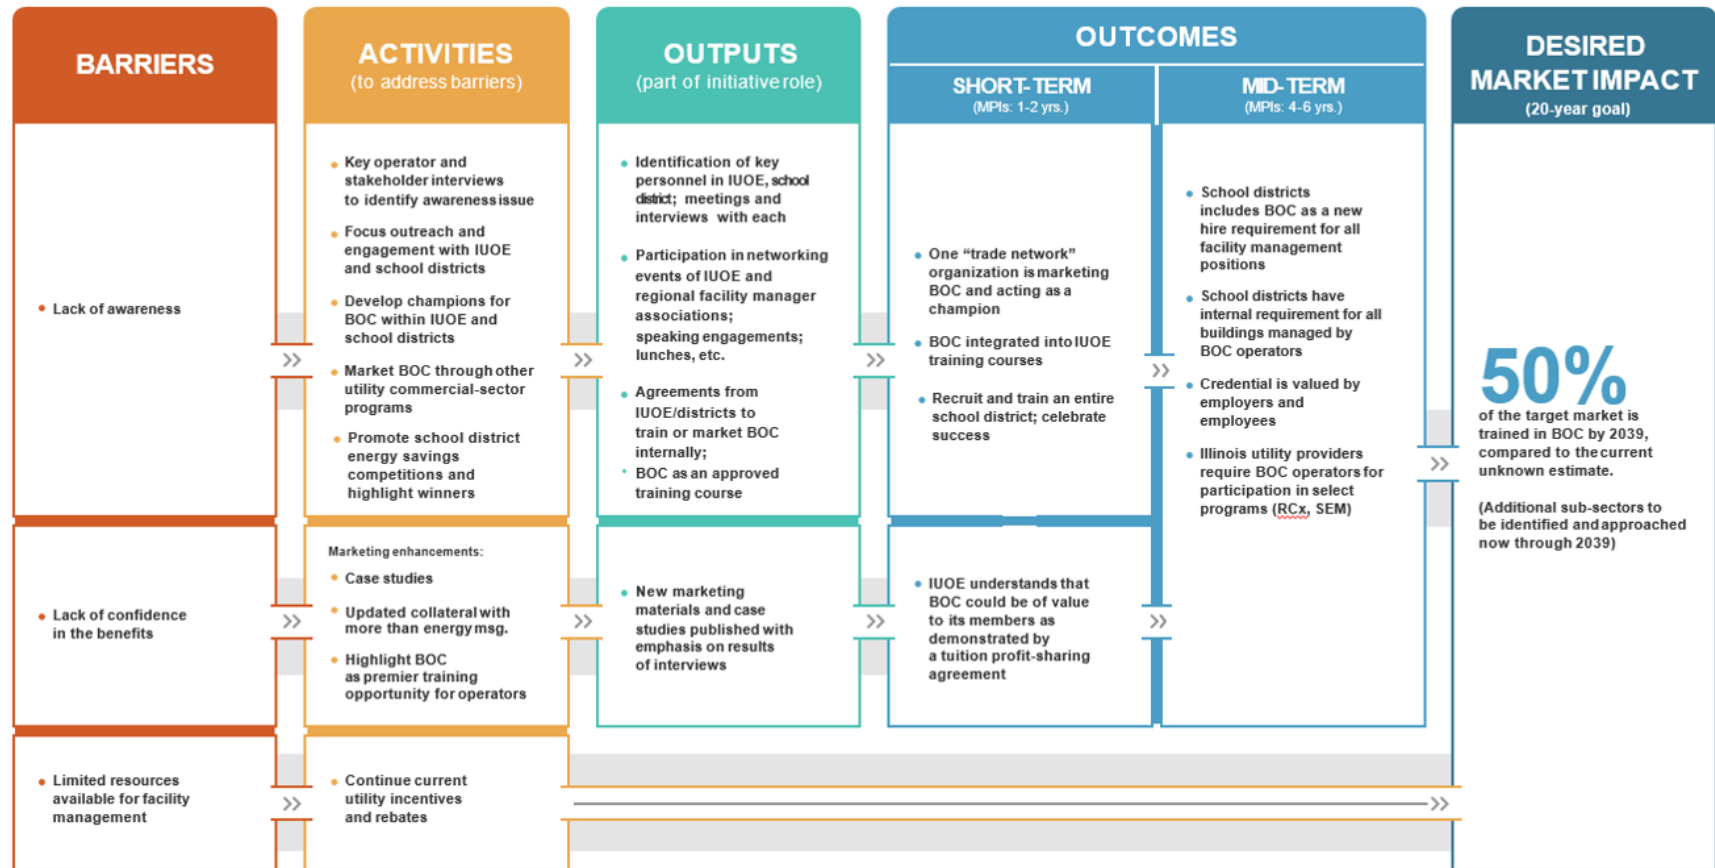 BARRIERS
Lack of awareness
Lack of confidence
in the benefits
Limited resources
available for facility
management
ACTIVITIES
(to address barriers)
Key operator and
stakeholder interviews
to identify awareness issue
Focus outreach and
engagement with IUOE
and school districts
Develop champions for
BOC within IUOE and
school districts
Market BOC through other
utility commercial-sector
programs
Promote school district
energy savings
competitions and
highlight winners
Marketing enhancements:
Case studies
Updated collateral with
more than energy msg.
Highlight BOC
as premier training
opportunity for operators
Continue current
utility incentives
and rebates
OUTPUTS
(part of initiative role)
Identification of key
personnel in IUOE, school
district; meetings and
interviews with each
Participation in networking
events of IUOE and
regional facility manager
associations;
speaking engagements;
lunches, etc.
Agreements from
IUOE/districts to
train or market BOC
internally;
BOC as an approved
training course
New marketing
materials and case
studies published with
emphasis on results
of interviews
OUTCOMES
SHORT-TERM
(MPIs: 1-2 yrs.)
One “trade network”
organization is marketing
BOC and acting as a
champion
BOC integrated into IUOE
training courses
Recruit and train an entire
school district; celebrate
success
IUOE understands that
BOC could be of value
to its members as
demonstrated by
a tuition profit-sharing
agreement
MID-TERM
(MPIs: 4-6 yrs.)
School districts
includes BOC as a new
hire requirement for all
facility management
positions
School districts have
internal requirement for all
buildings managed by
BOC operators
Credential is valued by
employers and
employees
Illinois utility providers
require BOC operators for
participation in select
programs (RCx, SEM)
DESIRED
MARKET IMPACT
(20-year goal)
50%
of the target market is
trained in BOC by 2039,
compared to the current
unknown estimate.
(Additional sub-sectors to
be identified and approached
now through 2039)